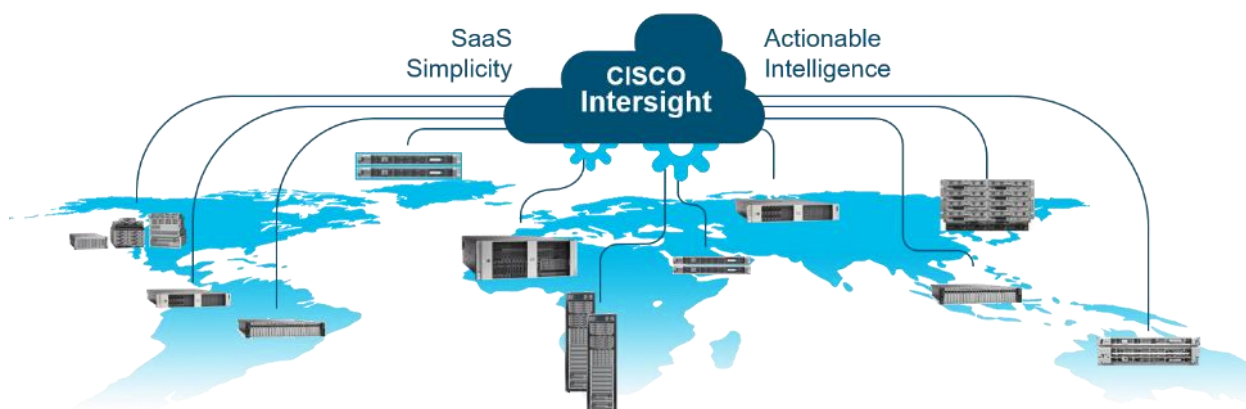 SaaS
Simplicity
CISCO
Intersight
Actionable
Intelligence